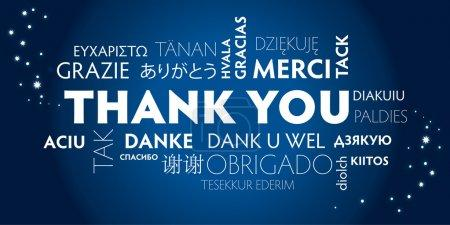 ΕΥΧΑΡΙΣΤΩ
TÄNAN
HVALA
GRACIAS
DZIĘKUJĘ
TACK
GRAZIE
ありがとう
MERCI
THANK YOU
DIAKUIU
PALDIES
ACIU
TAK
DANKE
DANK U WEL
ДЗЯКУЮ
СПАСИБО
谢谢
OBRIGADO
diolch
KIITOS
TESEKKUR EDERIM